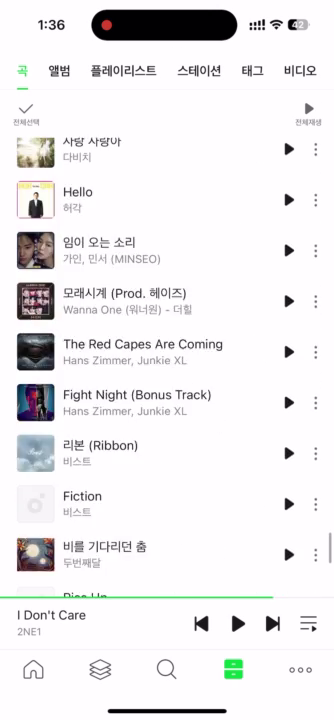 1:36
42
곡 앨범 플레이리스트 스테이션 태그 비디오
전체선택 전체재생
사랑 사랑아
다비치
Hello
허각
임이 오는 소리
가인, 민서 (MINSEO)
모래시계 (Prod. 헤이즈)
Wanna One (워너원) - 더힐
The Red Capes Are Coming
Hans Zimmer, Junkie XL
Fight Night (Bonus Track)
Hans Zimmer, Junkie XL
리본 (Ribbon)
비스트
Fiction
비스트
비를 기다리던 춤
두번째달
Rise Up
I Don't Care
2NE1